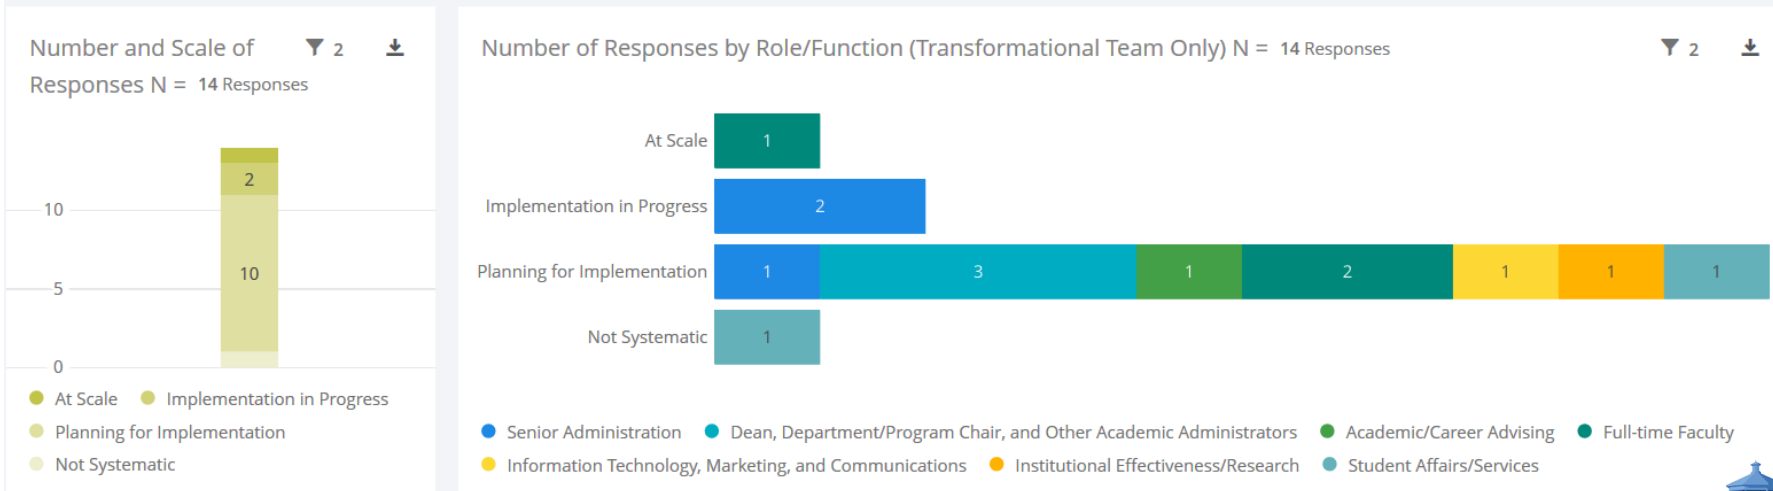 Number and Scale of 2
Responses N = 14 Responses
10
5
0
2
10
At Scale Implementation in Progress
Planning for Implementation
Not Systematic
Number of Responses by Role/Function (Transformational Team Only) N = 14 Responses 2
At Scale 1
Implementation in Progress 2
Planning for Implementation 1 3 1 2 1 1 1
Not Systematic 1
Senior Administration Dean, Department/Program Chair, and Other Academic Administrators Academic/Career Advising Full-time Faculty
Information Technology, Marketing, and Communications Institutional Effectiveness/Research Student Affairs/Services